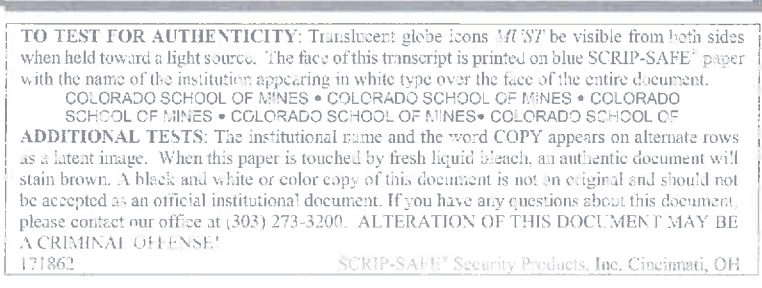 TO TEST FOR AUTHENTICITY: Translucent globe icons MUST be visible from both sides
when held toward a light source. The face of this transcript is printed on blue SCRIP-SAFE® paper
with the name of the institution appearing in white type over the face of the entire document.
COLORADO SCHOOL OF MINES • COLORADO SCHOOL OF MINES • COLORADO
SCHOOL OF MINES • COLORADO SCHOOL OF MINES• COLORADO SCHOOL OF
ADDITIONAL TESTS: The institutional name and the word COPY appears on alternate rows
as a latent image. When this paper is touched by fresh liquid bleach, an authentic document will
stain brown. A black and white or color copy of this document is not an original and should not
be accepted as an official institutional document. If you have any questions about this document,
please contact our office at (303) 273-3200. ALTERATION OF THIS DOCUMENT MAY BE
A CRIMINAL OFFENSE!
171862 SCRIP-SAFE® Security Products, Inc. Cincinnati, OH